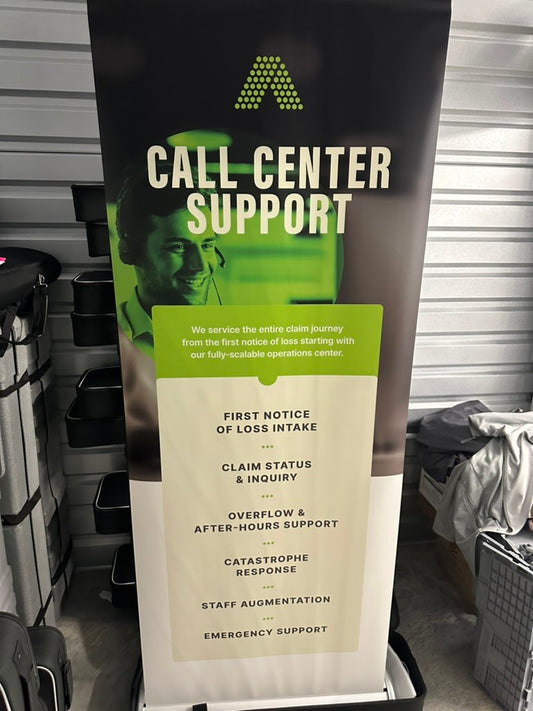 CALL CENTER
SUPPORT
We service the entire claim journey
from the first notice of loss starting with
our fully-scalable operations center.
FIRST NOTICE
OF LOSS INTAKE
CLAIM STATUS
& INQUIRY
OVERFLOW &
AFTER-HOURS SUPPORT
CATASTROPHE
RESPONSE
STAFF AUGMENTATION
EMERGENCY SUPPORT